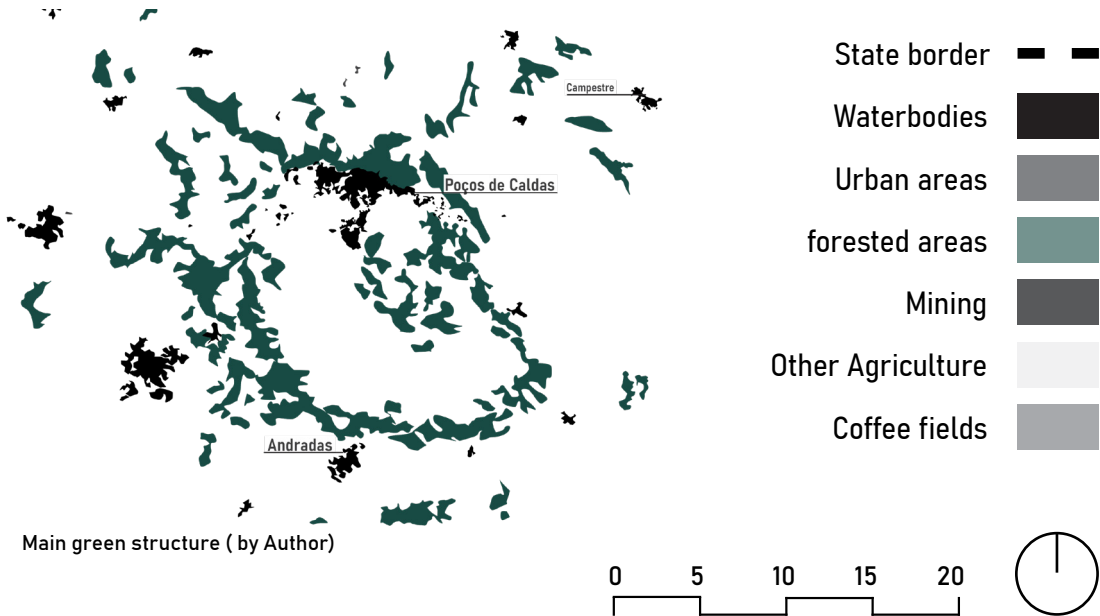 Campestre
Poços de Caldas
Andradas
Main green structure ( by Author)
State border
Waterbodies
Urban areas
forested areas
Mining
Other Agriculture
Coffee fields
0 5 10 15 20